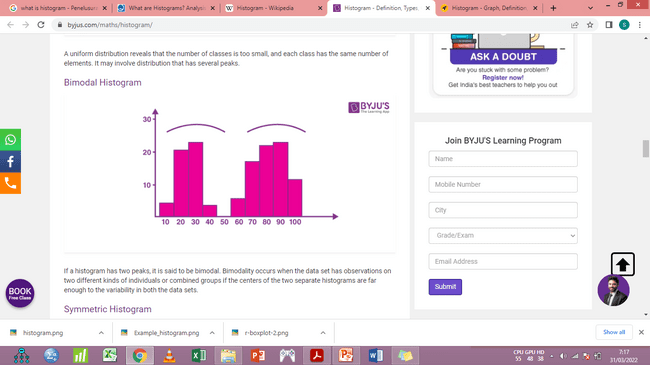 what is histogram - Penelusura
What are Histograms? Analysi
Histogram - Wikipedia
Histogram - Definition, Types,
Histogram - Graph, Definition
byjus.com/maths/histogram/
A uniform distribution reveals that the number of classes is too small, and each class has the same number of
elements. It may involve distribution that has several peaks.
Bimodal Histogram
BYJU'S
The Learning App
30
20
10
10 20 30 40 50 60 70 80 90 100
If a histogram has two peaks, it is said to be bimodal. Bimodality occurs when the data set has observations on
two different kinds of individuals or combined groups if the centers of the two separate histograms are far
enough to the variability in both the data sets.
Symmetric Histogram
ASK A DOUBT
Are you stuck with some problem?
Register now!
Get India's best teachers to help you out
Join BYJU'S Learning Program
Name
Mobile Number
City
Grade/Exam
Email Address
Submit
BOOK
Free Class
histogram.png
Example_histogram.png
r-boxplot-2.png
Show all
CPU GPU HD
55 48 38
7:17
31/03/2022